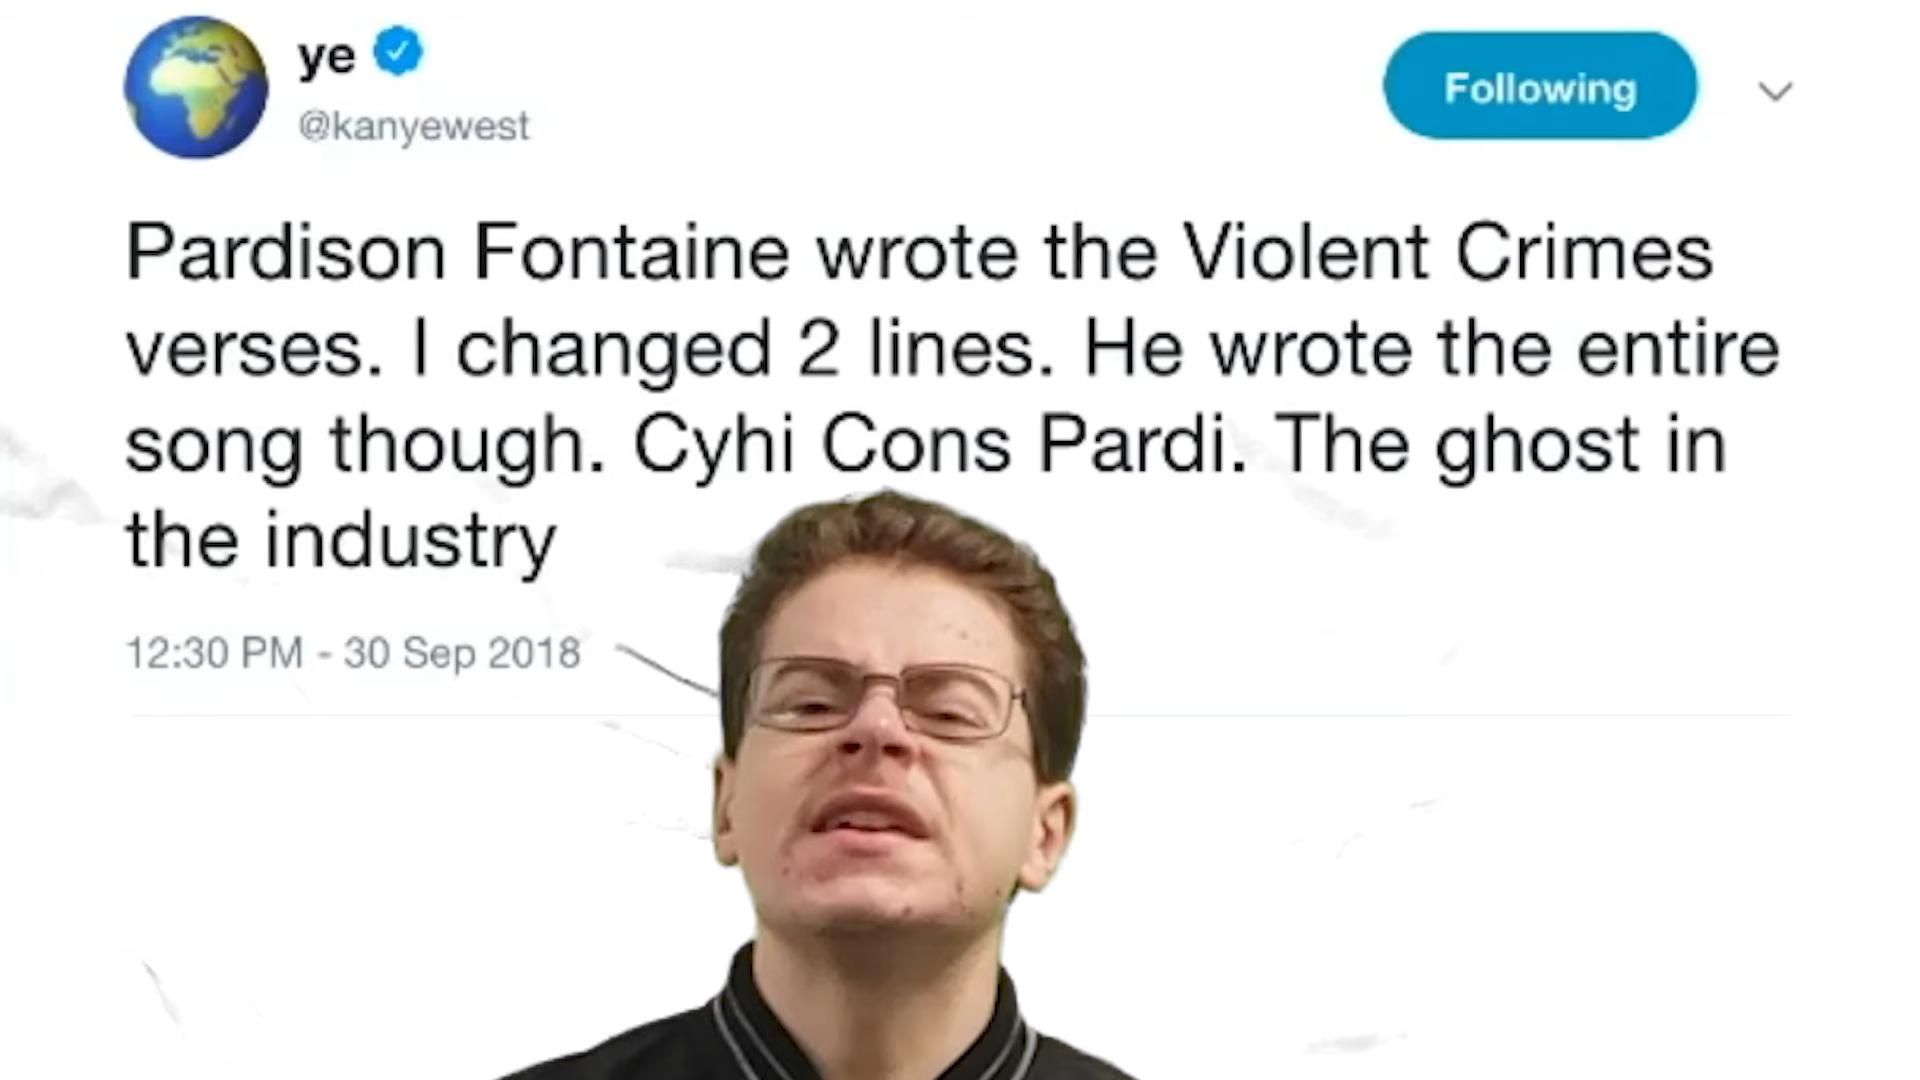 ye
@kanyewest
Following
Pardison Fontaine wrote the Violent Crimes
verses. I changed 2 lines. He wrote the entire
song though. Cyhi Cons Pardi. The ghost in
the industry
12:30 PM - 30 Sep 2018